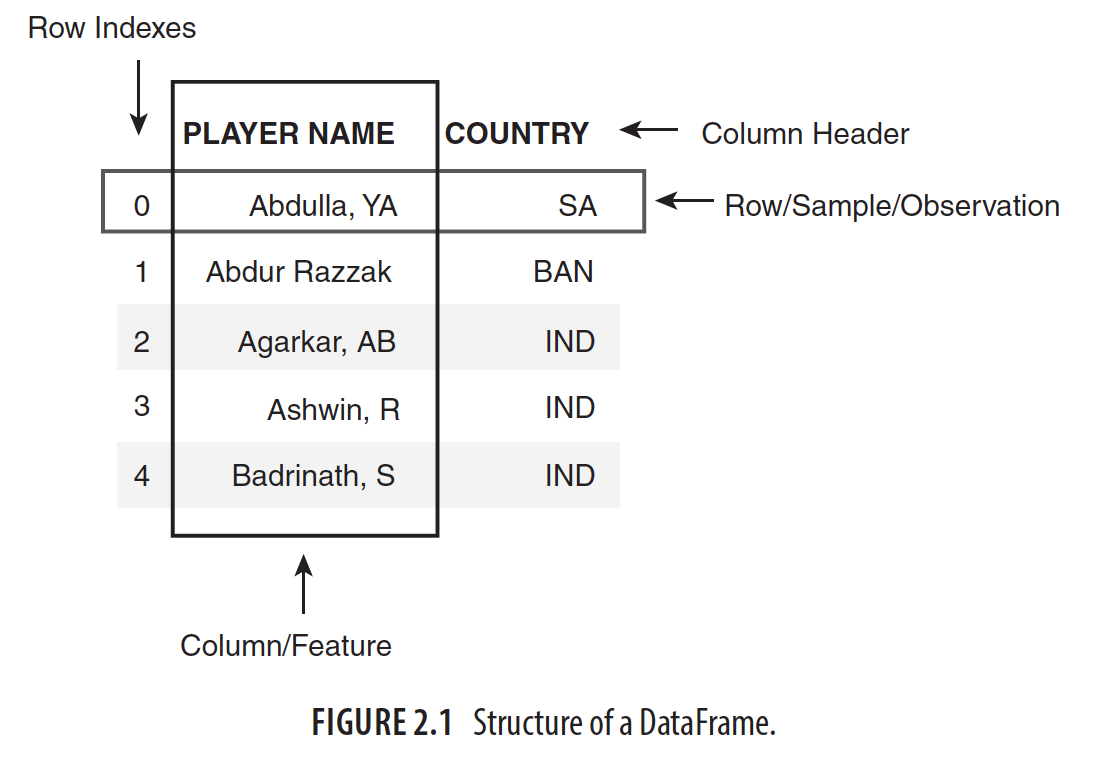 Row Indexes
PLAYER NAME COUNTRY Column Header
0 Abdulla, YA SA Row/Sample/Observation
1 Abdur Razzak BAN
2 Agarkar, AB IND
3 Ashwin, R IND
4 Badrinath, S IND
Column/Feature
FIGURE 2.1 Structure of a DataFrame.